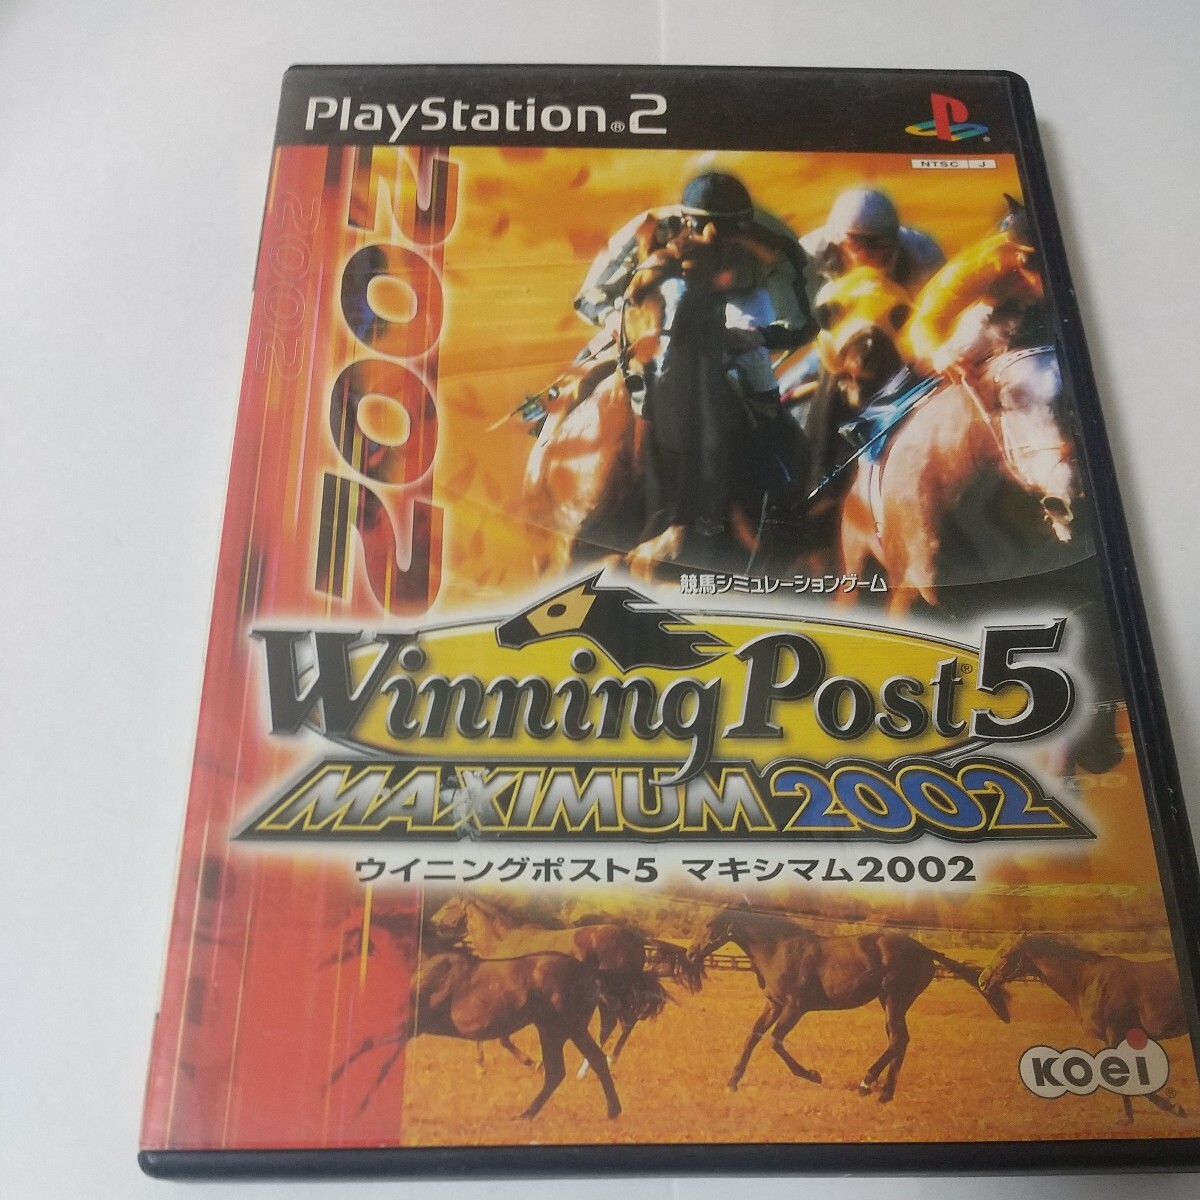 PlayStation®2
NTSC J
2002
2002
競馬シミュレーションゲーム
Winning Post®5
MAXIMUM 2002
ウイニングポスト5 マキシマム2002
KOEI®